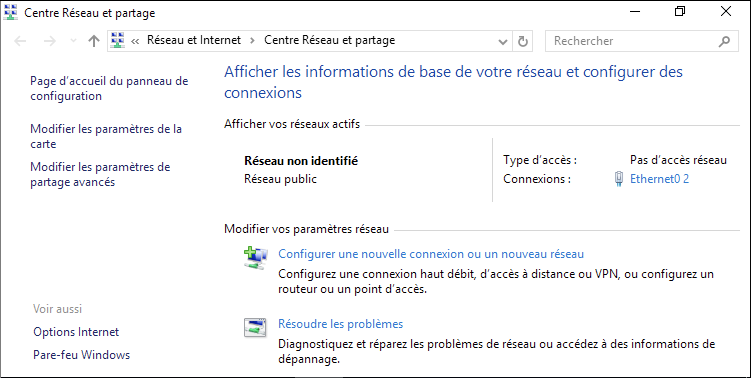 Centre Réseau et partage
« Réseau et Internet > Centre Réseau et partage
Rechercher
Page d'accueil du panneau de
configuration
Modifier les paramètres de la
carte
Modifier les paramètres de
partage avancés
Voir aussi
Options Internet
Pare-feu Windows
Afficher les informations de base de votre réseau et configurer des
connexions
Afficher vos réseaux actifs
Réseau non identifié
Réseau public
Type d'accès :
Pas d'accès réseau
Connexions :
Ethernet0 2
Modifier vos paramètres réseau
Configurer une nouvelle connexion ou un nouveau réseau
Configurez une connexion haut débit, d'accès à distance ou VPN, ou configurez un
routeur ou un point d'accès.
Résoudre les problèmes
Diagnostiquez et réparez les problèmes de réseau ou accédez à des informations de
dépannage.